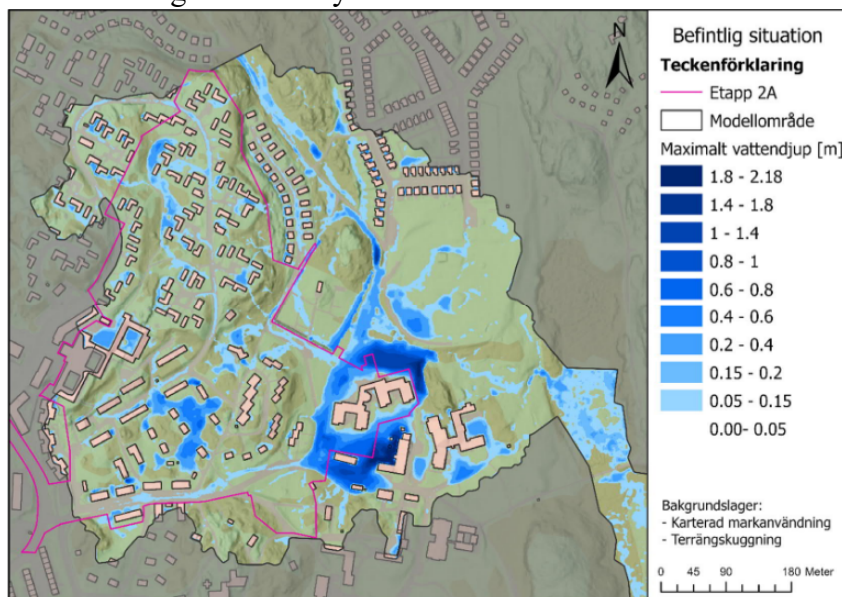 Befintlig situation
Teckenförklaring
Etapp 2A
Modellområde
Maximalt vattendjup [m]
1.8 - 2.18
1.4 - 1.8
1 - 1.4
0.8 - 1
0.6 - 0.8
0.4 - 0.6
0.2 - 0.4
0.15 - 0.2
0.05 - 0.15
0.00- 0.05
N
Bakgrundslager:
- Karterad markanvändning
- Terrängskuggning
0 45 90 180 Meter